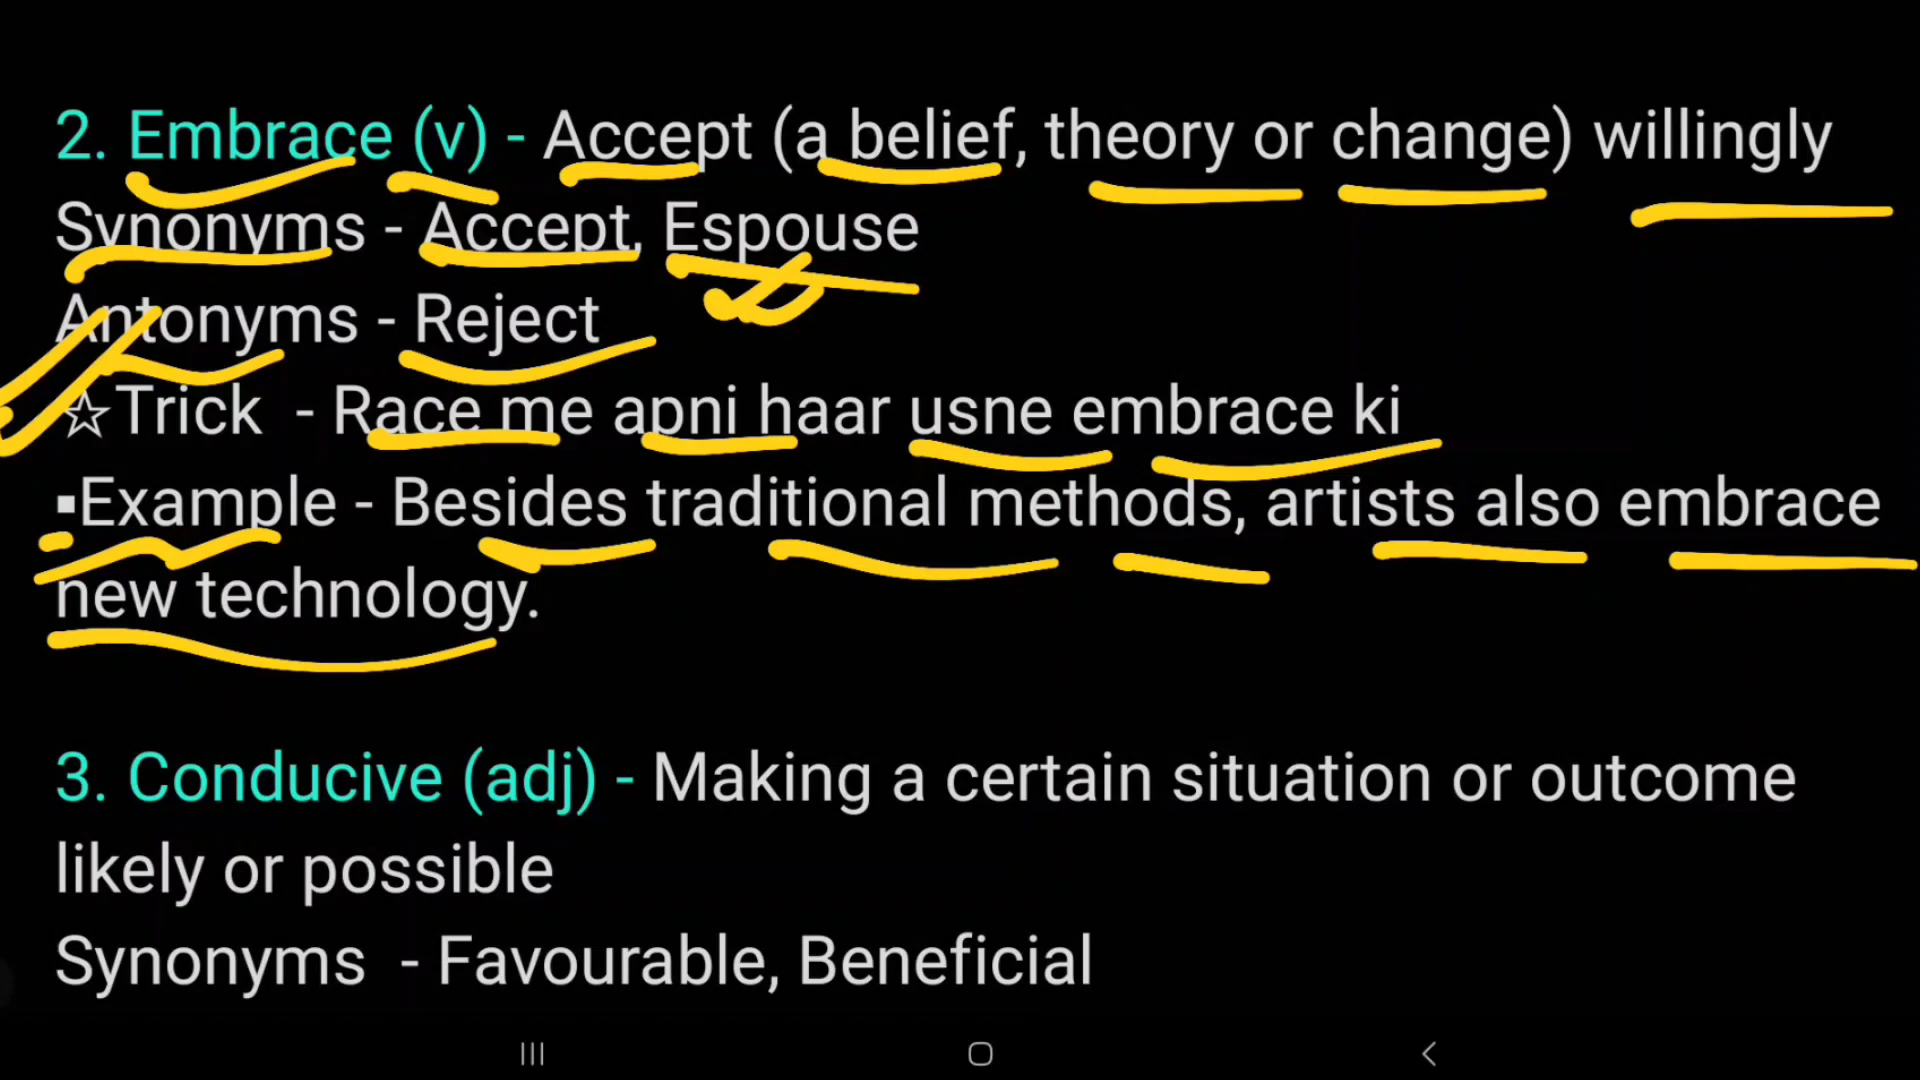 2. Embrace (v) - Accept (a belief, theory or change) willingly
Synonyms - Accept, Espouse
Antonyms - Reject
☆Trick - Race me apni haar usne embrace ki
▪Example - Besides traditional methods, artists also embrace
new technology.
3. Conducive (adj) - Making a certain situation or outcome
likely or possible
Synonyms - Favourable, Beneficial